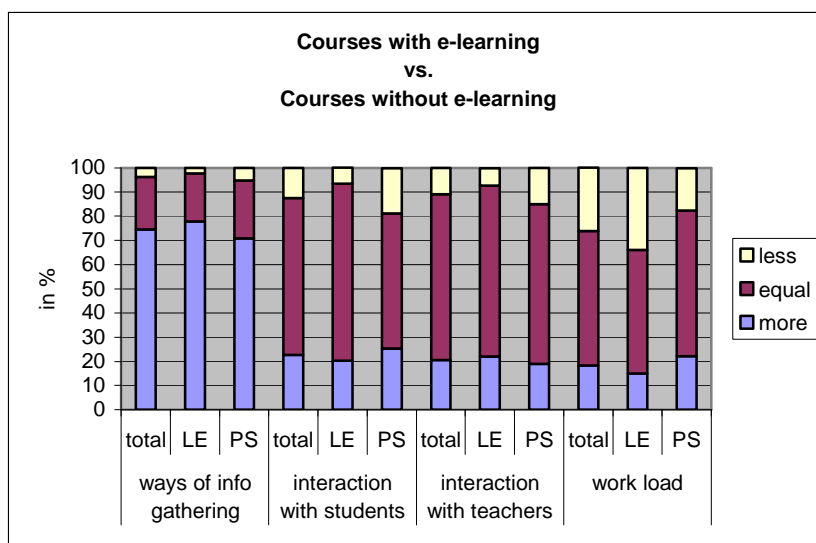 Courses with e-learning
vs.
Courses without e-learning
100
90
80
70
60
50
40
30
20
10
0
in %
less
equal
more
total LE PS total LE PS total LE PS total LE PS
ways of info gathering
interaction with students
interaction with teachers
work load